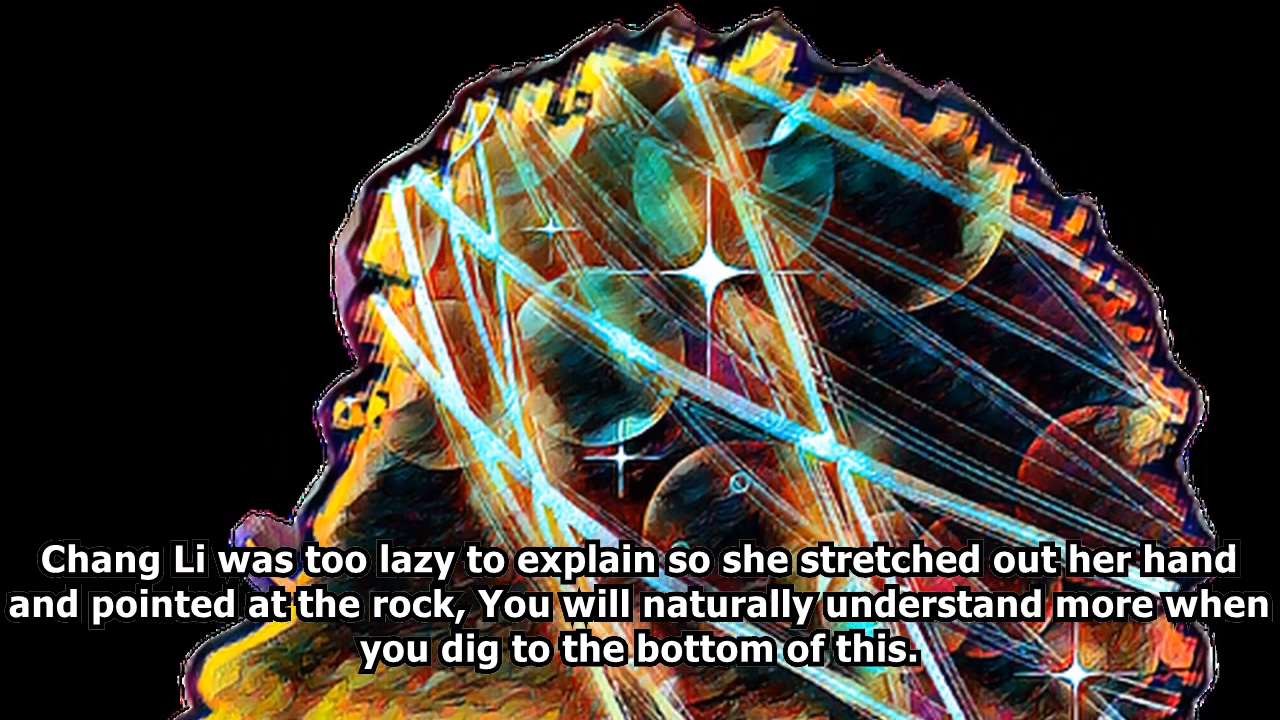 Chang Li was too lazy to explain so she stretched out her hand
and pointed at the rock, You will naturally understand more when
you dig to the bottom of this.